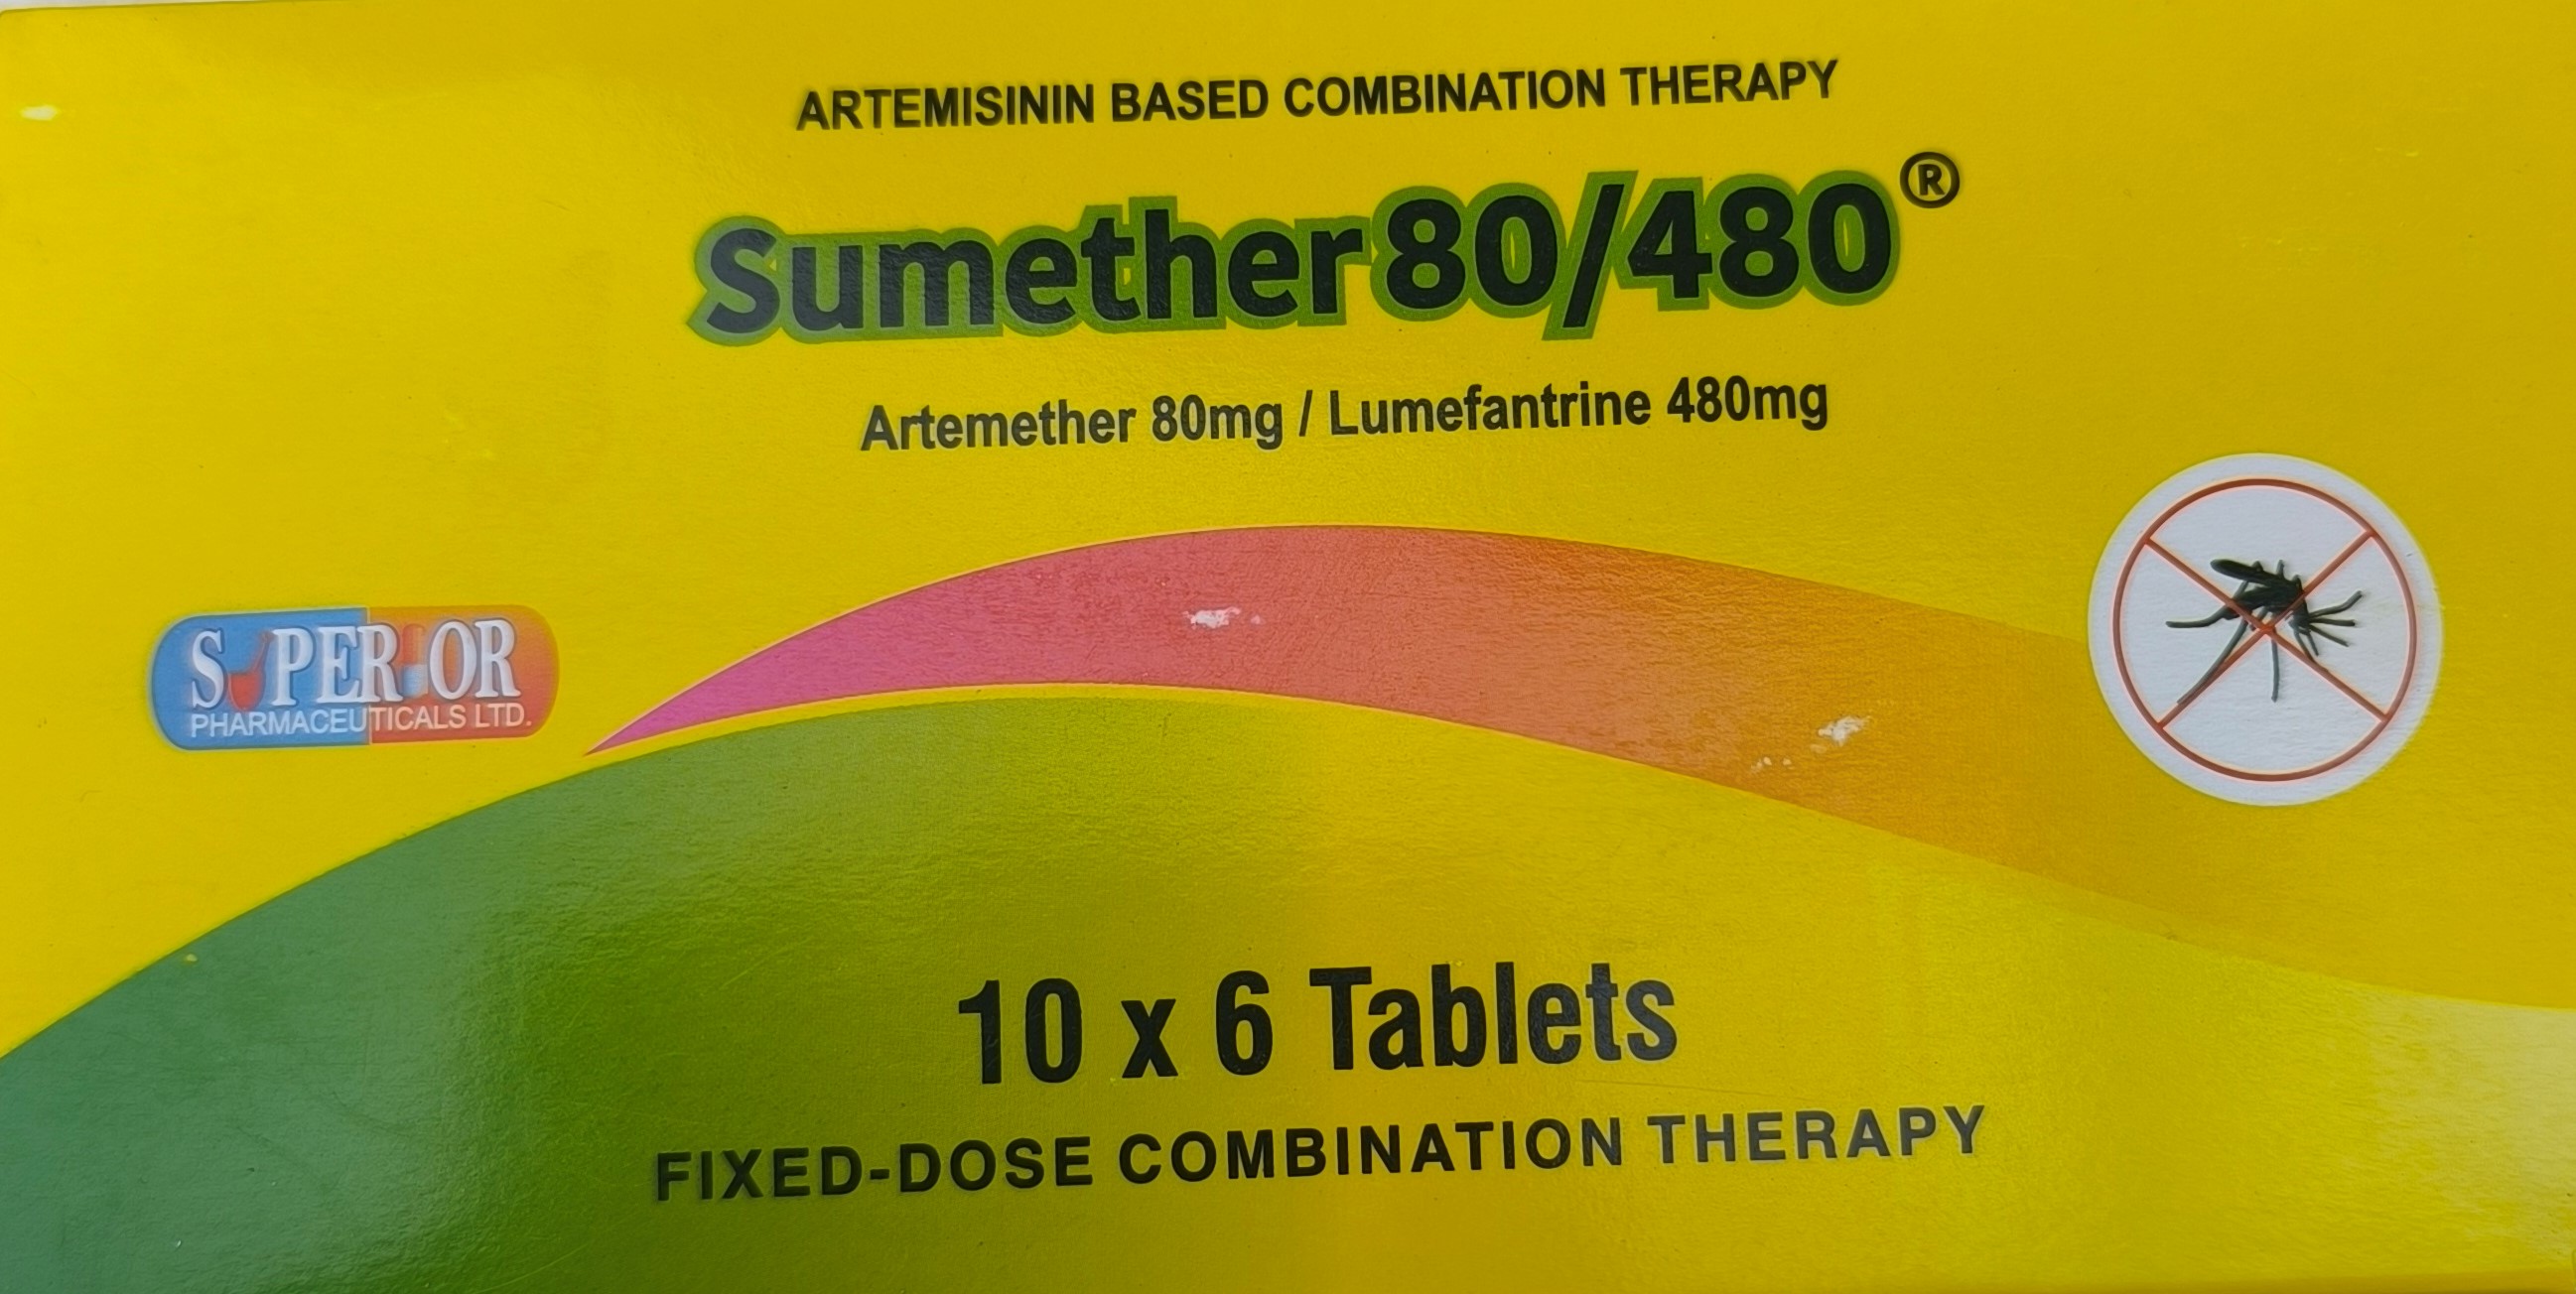 ARTEMISININ BASED COMBINATION THERAPY
Sumether 80/480®
Artemether 80mg / Lumefantrine 480mg
SUPERIOR
PHARMACEUTICALS LTD.
10 x 6 Tablets
FIXED-DOSE COMBINATION THERAPY